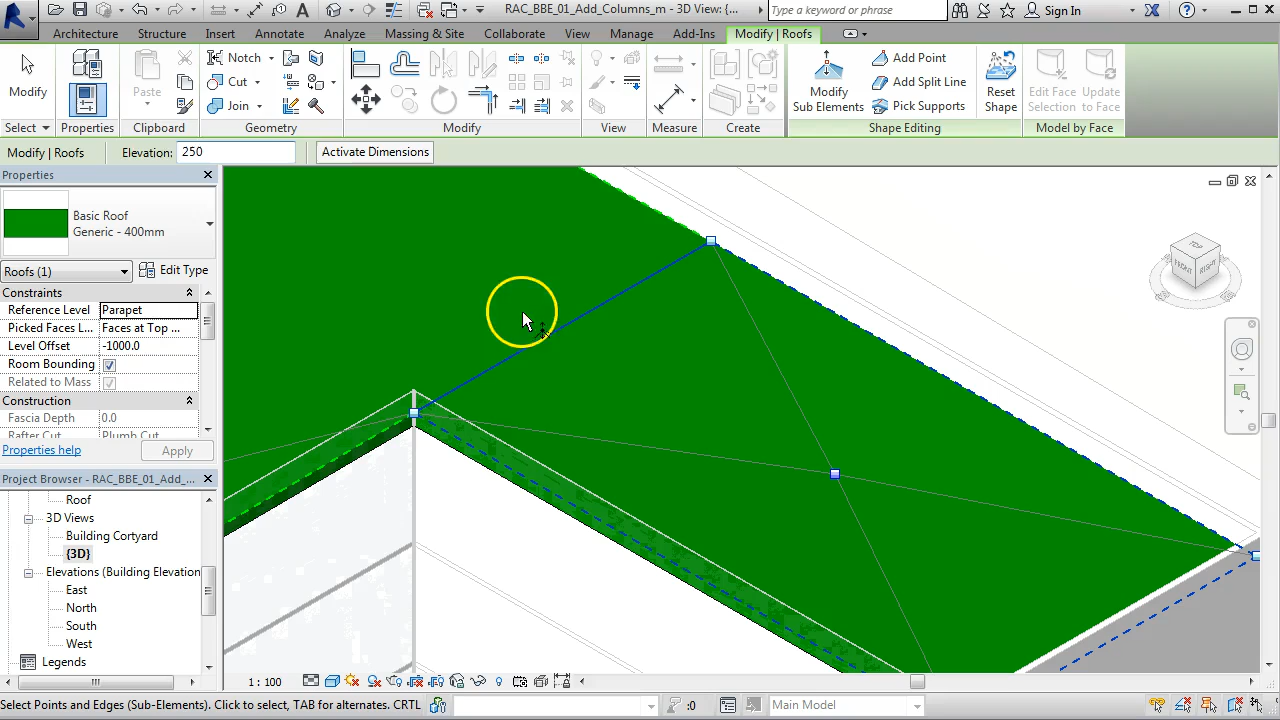 RAC_BBE_01_Add_Columns_m - 3D View: {...
Type a keyword or phrase
Sign In
Architecture
Structure
Insert
Annotate
Analyze
Massing & Site
Collaborate
View
Manage
Add-Ins
Modify | Roofs
Modify
Paste
Notch
Cut
Join
Modify
Sub Elements
Add Point
Add Split Line
Pick Supports
Reset
Shape
Edit Face
Selection
Update
to Face
Select
Properties
Clipboard
Geometry
Modify
View
Measure
Create
Shape Editing
Model by Face
Modify | Roofs
Elevation:
250
Activate Dimensions
Properties
Basic Roof
Generic - 400mm
Roofs (1)
Edit Type
Constraints
Reference Level
Parapet
Picked Faces L...
Faces at Top ...
Level Offset
-1000.0
Room Bounding
Related to Mass
Construction
Fascia Depth
0.0
Rafter Cut
Plumb Cut
Properties help
Apply
Project Browser - RAC_BBE_01_Add_...
Roof
3D Views
Building Cortyard
{3D}
Elevations (Building Elevation
East
North
South
West
Legends
TOP
FRONT
RIGHT
1 : 100
Select Points and Edges (Sub-Elements). Click to select, TAB for alternates. CRTL
:0
Main Model